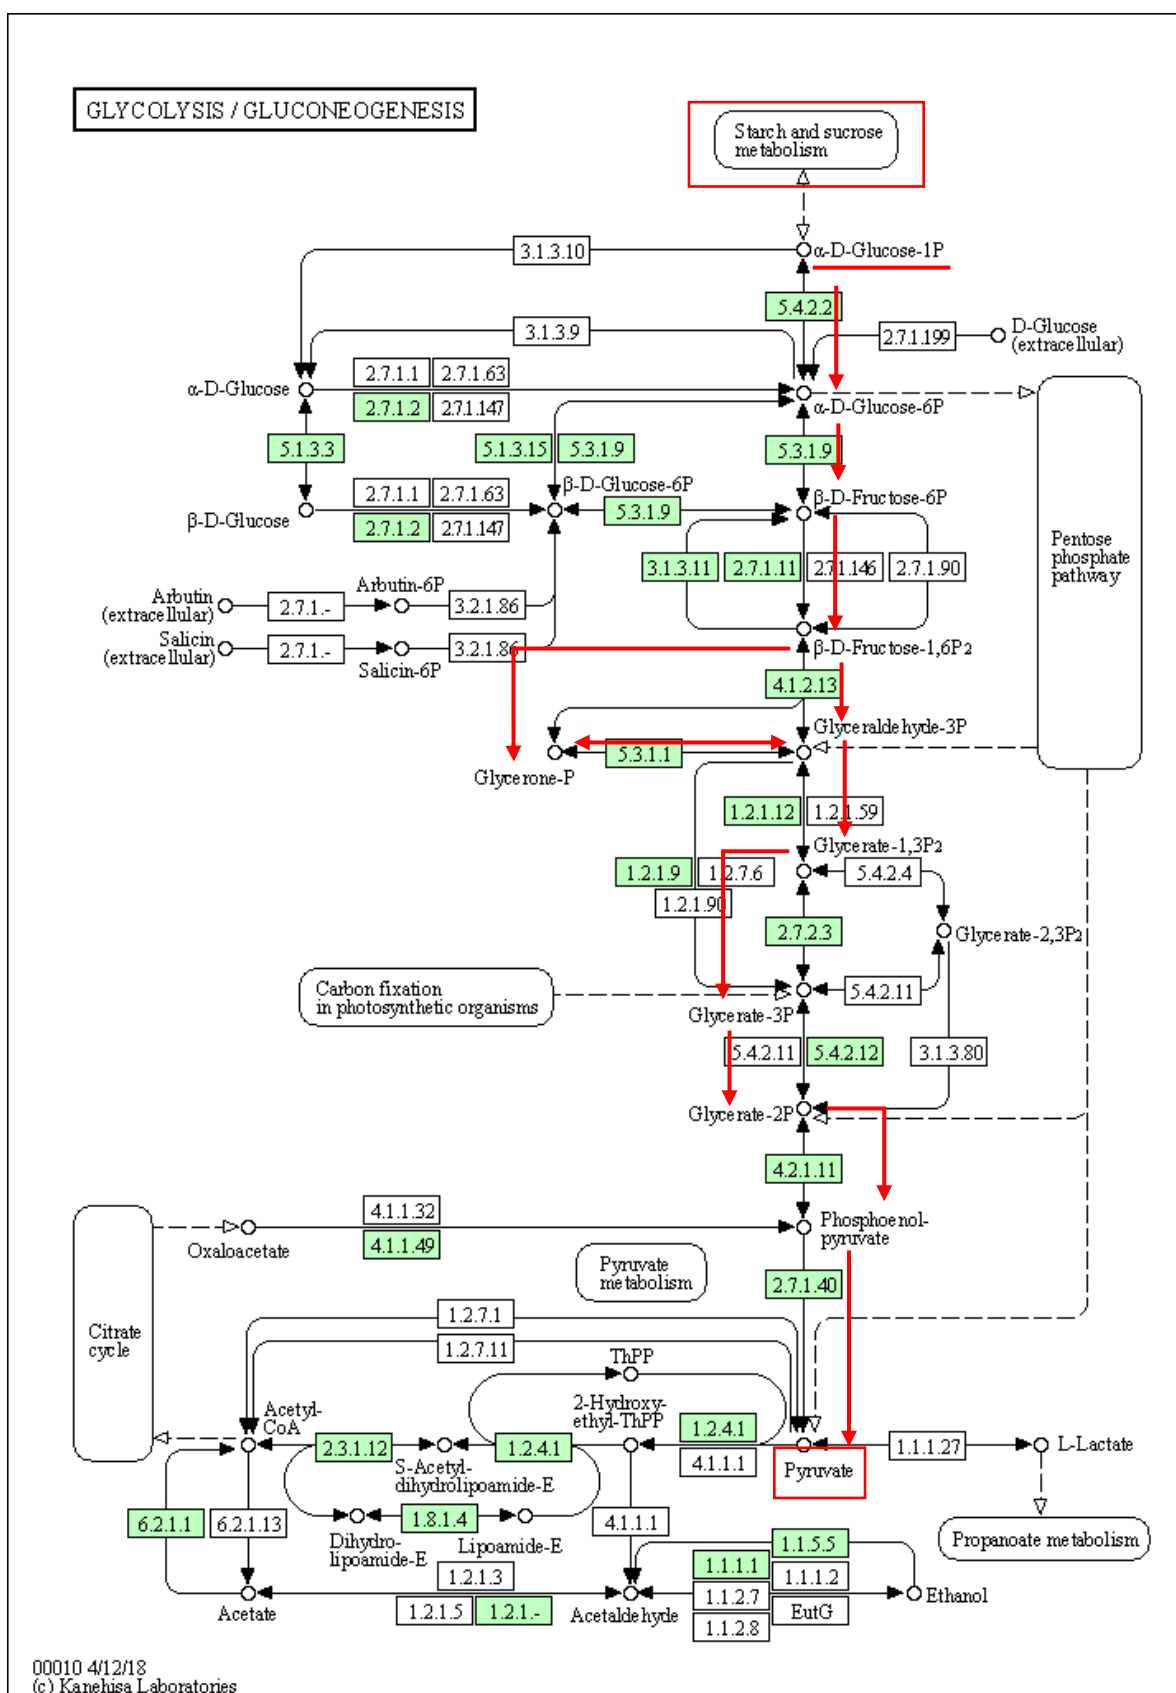 GLYCOLYSIS / GLUCONEOGENESIS
Starch and sucrose
metabolism
3.1.3.10
α-D-Glucose-1P
5.4.2.2
3.1.3.9
2.7.1.199
D-Glucose
(extracellular)
2.7.1.1
2.7.1.63
α-D-Glucose
2.7.1.2
2.7.1.147
α-D-Glucose-6P
5.1.3.3
5.1.3.15
5.3.1.9
5.3.1.9
2.7.1.1
2.7.1.63
β-D-Glucose-6P
β-D-Fructose-6P
β-D-Glucose
2.7.1.2
2.7.1.147
5.3.1.9
Pentose
phosphate
pathway
3.1.3.11
2.7.1.11
2.7.1.146
2.7.1.90
Arbutin
(extracellular)
2.7.1.-
Arbutin-6P
3.2.1.86
Salicin
(extracellular)
2.7.1.-
Salicin-6P
3.2.1.86
β-D-Fructose-1,6P2
4.1.2.13
Glyceraldehyde-3P
5.3.1.1
Glycerone-P
1.2.1.12
1.2.1.59
Glycerate-1,3P2
1.2.1.9
1.2.7.6
5.4.2.4
1.2.1.90
2.7.2.3
Glycerate-2,3P2
Carbon fixation
in photosynthetic organisms
5.4.2.11
Glycerate-3P
5.4.2.11
5.4.2.12
3.1.3.80
Glycerate-2P
4.2.1.11
4.1.1.32
Oxaloacetate
4.1.1.49
Phosphoenol-
pyruvate
Pyruvate
metabolism
2.7.1.40
Citrate
cycle
1.2.7.1
1.2.7.11
ThPP
Acetyl-
CoA
2-Hydroxy-
ethyl-ThPP
2.3.1.12
S-Acetyl-
dihydrolipoamide-E
1.2.4.1
1.2.4.1
4.1.1.1
Pyruvate
1.1.1.27
L-Lactate
6.2.1.1
6.2.1.13
Dihydro-
lipoamide-E
1.8.1.4
Lipoamide-E
4.1.1.1
Propanoate metabolism
1.1.5.5
1.2.1.3
1.1.1.1
1.1.1.2
Acetate
1.2.1.5
1.2.1.-
Acetaldehyde
1.1.2.7
EutG
Ethanol
1.1.2.8
00010 4/12/18
(c) Kanehisa Laboratories